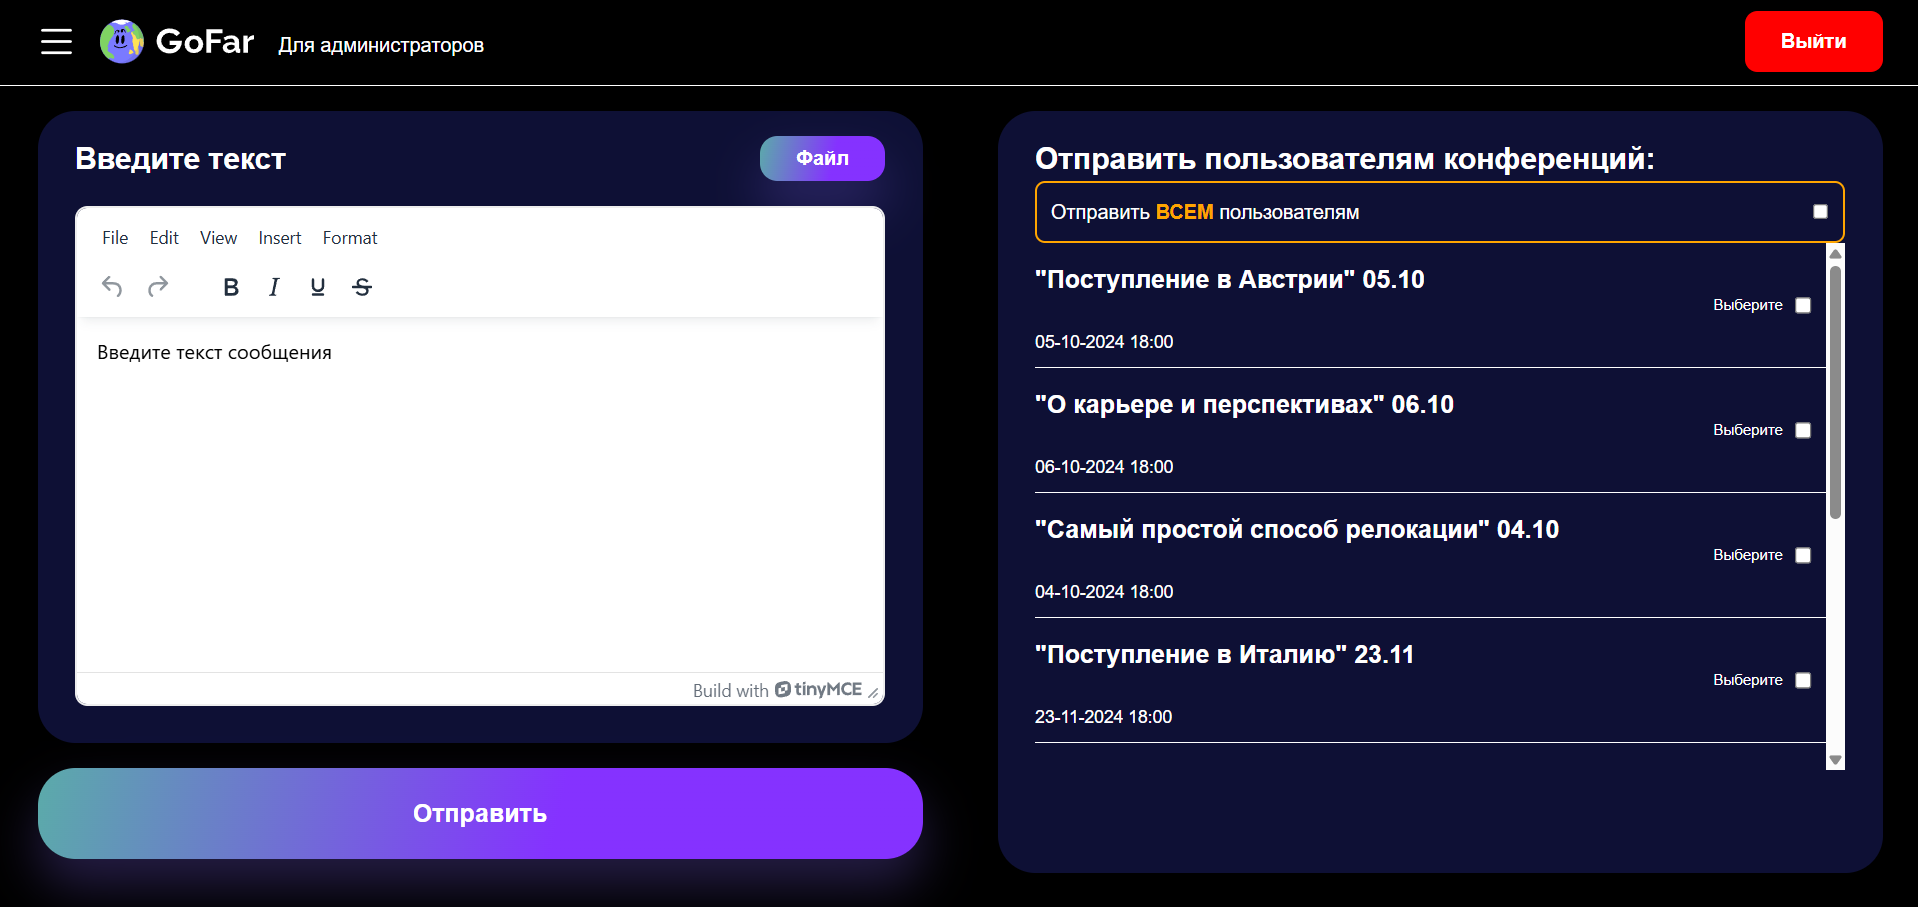 GoFar
Для администраторов
Выйти
Введите текст
Файл
File Edit View Insert Format
B I U S
Введите текст сообщения
Build with tinyMCE
Отправить
Отправить пользователям конференций:
Отправить ВСЕМ пользователям
"Поступление в Австрии" 05.10
Выберите
05-10-2024 18:00
"О карьере и перспективах" 06.10
Выберите
06-10-2024 18:00
"Самый простой способ релокации" 04.10
Выберите
04-10-2024 18:00
"Поступление в Италию" 23.11
Выберите
23-11-2024 18:00